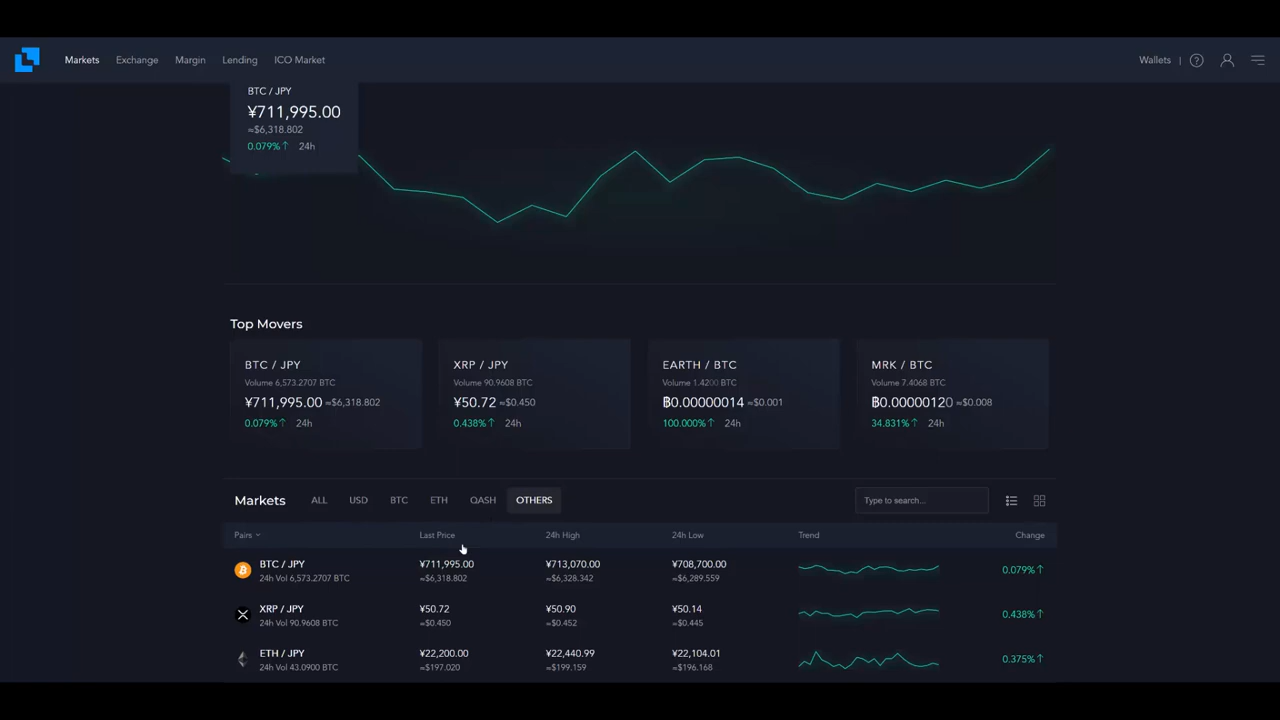 Markets Exchange Margin Lending ICO Market Wallets | ?
BTC / JPY
¥711,995.00
≈$6,318.802
0.079%↑ 24h
Top Movers
BTC / JPY XRP / JPY EARTH / BTC MRK / BTC
Volume 6,573.2707 BTC Volume 90.9608 BTC Volume 1.4200 BTC Volume 7.4068 BTC
¥711,995.00 ≈$6,318.802 ¥50.72 ≈$0.450 ฿0.00000014 ≈$0.001 ฿0.00000120 ≈$0.008
0.079%↑ 24h 0.438%↑ 24h 100.000%↑ 24h 34.831%↑ 24h
Markets ALL USD BTC ETH QASH OTHERS Type to search...
Pairs Last Price 24h High 24h Low Trend Change
BTC / JPY ¥711,995.00 ¥713,070.00 ¥708,700.00 0.079%↑
24h Vol 6,573.2707 BTC ≈$6,318.802 ≈$6,328.342 ≈$6,289.559
XRP / JPY ¥50.72 ¥50.90 ¥50.14 0.438%↑
24h Vol 90.9608 BTC ≈$0.450 ≈$0.452 ≈$0.445
ETH / JPY ¥22,200.00 ¥22,440.99 ¥22,104.01 0.375%↑
24h Vol 43.0900 BTC ≈$197.020 ≈$199.159 ≈$196.168